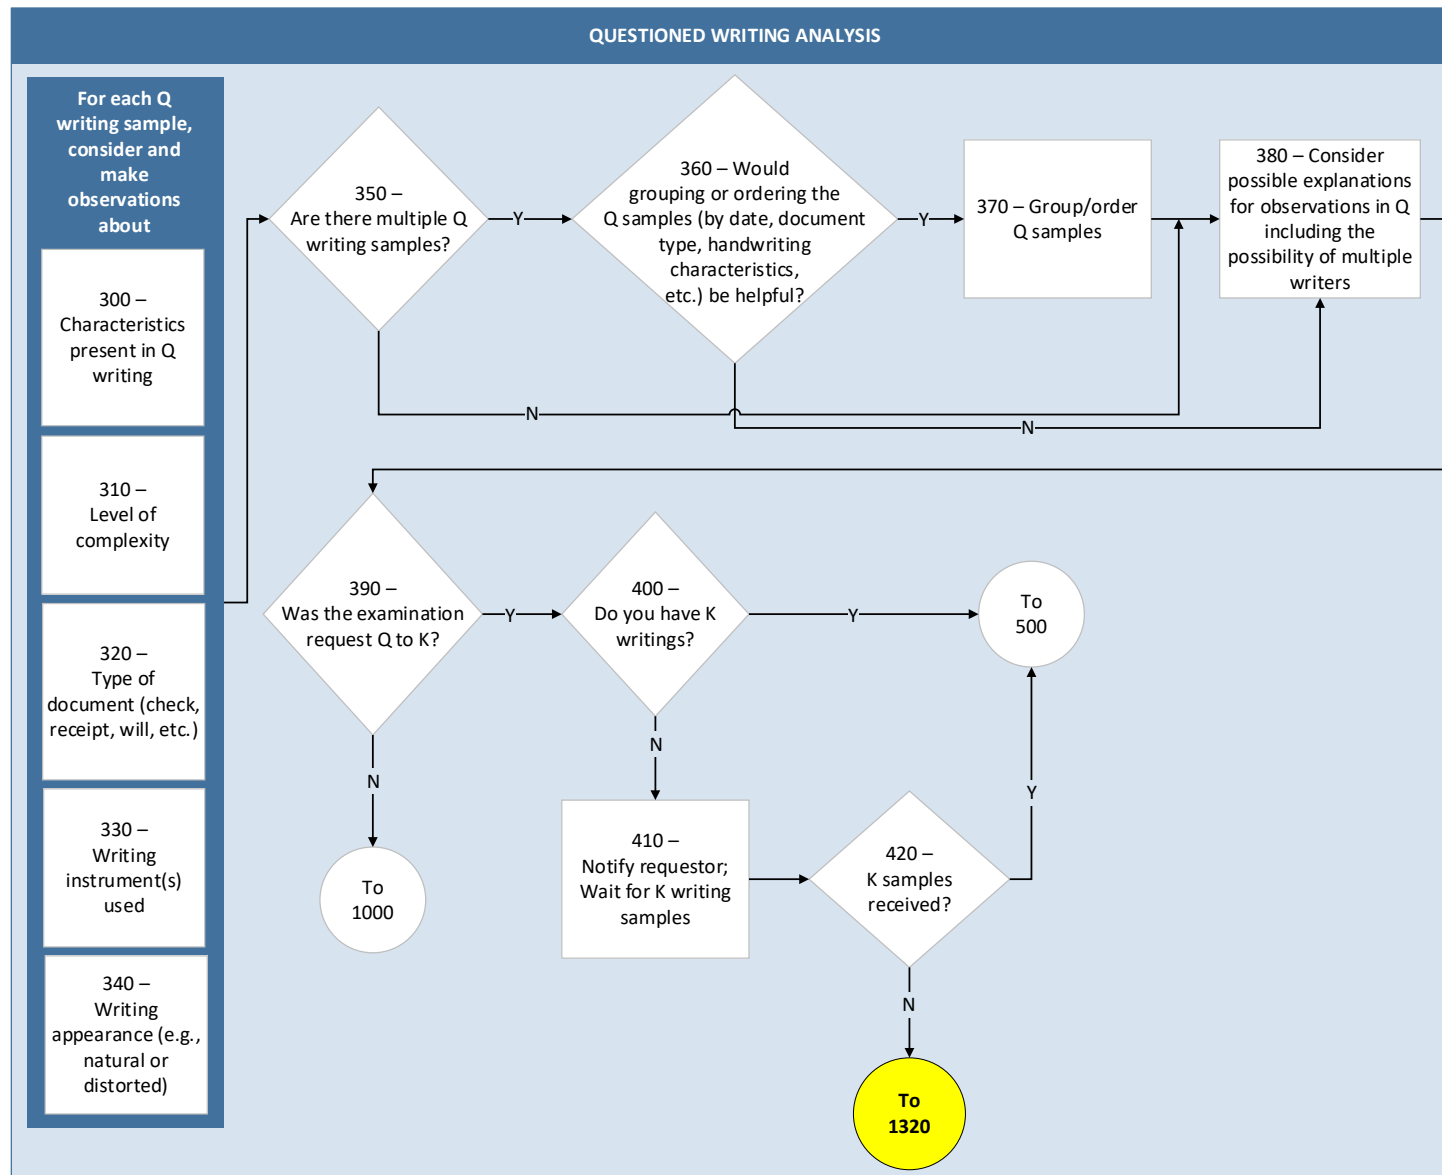 QUESTIONED WRITING ANALYSIS
For each Q
writing sample,
consider and
make
observations
about
300 –
Characteristics
present in Q
writing
310 –
Level of
complexity
320 –
Type of
document (check,
receipt, will, etc.)
330 –
Writing
instrument(s)
used
340 –
Writing
appearance (e.g.,
natural or
distorted)
350 –
Are there multiple Q
writing samples?
Y
N
360 – Would
grouping or ordering the
Q samples (by date, document
type, handwriting
characteristics,
etc.) be helpful?
Y
N
370 – Group/order
Q samples
380 – Consider
possible explanations
for observations in Q
including the
possibility of multiple
writers
390 –
Was the examination
request Q to K?
Y
N
To
1000
400 –
Do you have K
writings?
Y
N
To
500
410 –
Notify requestor;
Wait for K writing
samples
420 –
K samples
received?
Y
N
To
1320